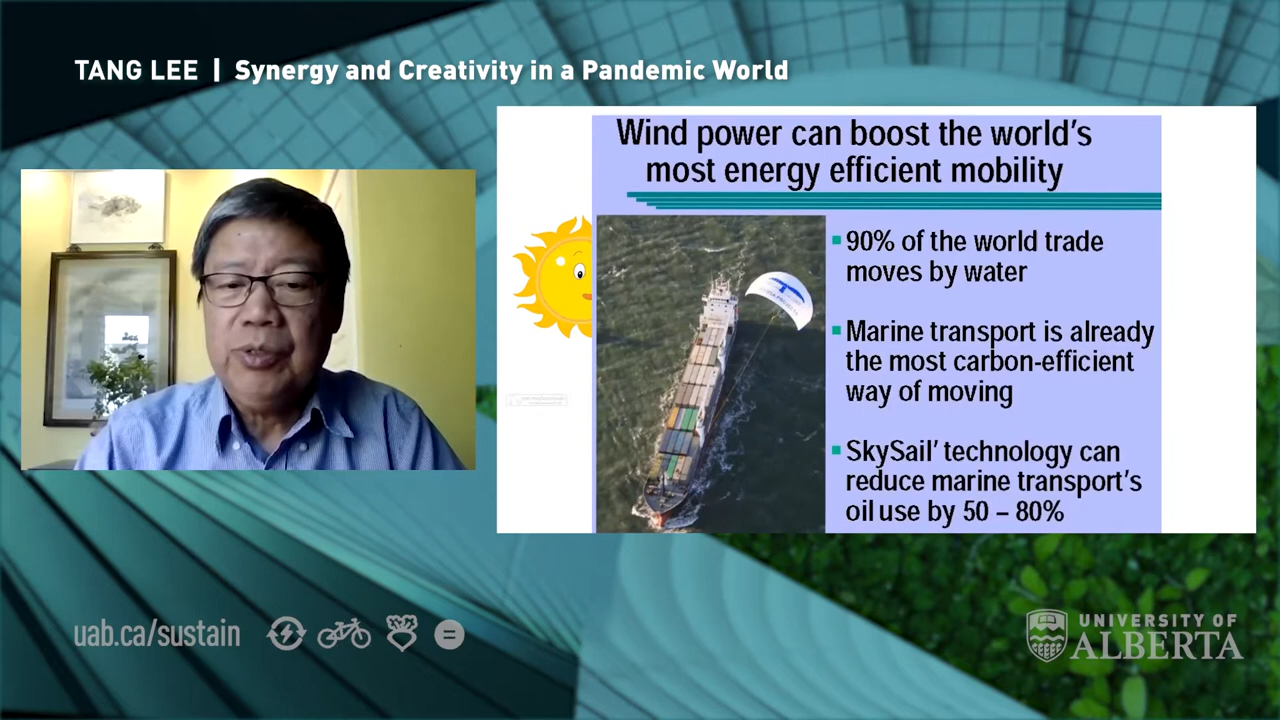 TANG LEE | Synergy and Creativity in a Pandemic World
Wind power can boost the world's
most energy efficient mobility
▪90% of the world trade
moves by water
▪Marine transport is already
the most carbon-efficient
way of moving
▪SkySail’ technology can
reduce marine transport's
oil use by 50 – 80%
uab.ca/sustain
UNIVERSITY OF
ALBERTA